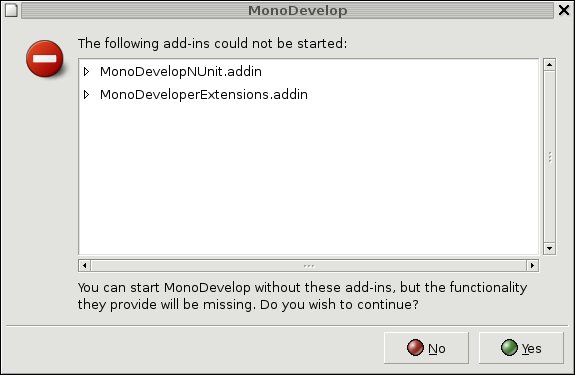 MonoDevelop
The following add-ins could not be started:
MonoDevelopNUnit.addin
MonoDeveloperExtensions.addin
You can start MonoDevelop without these add-ins, but the functionality
they provide will be missing. Do you wish to continue?
No
Yes